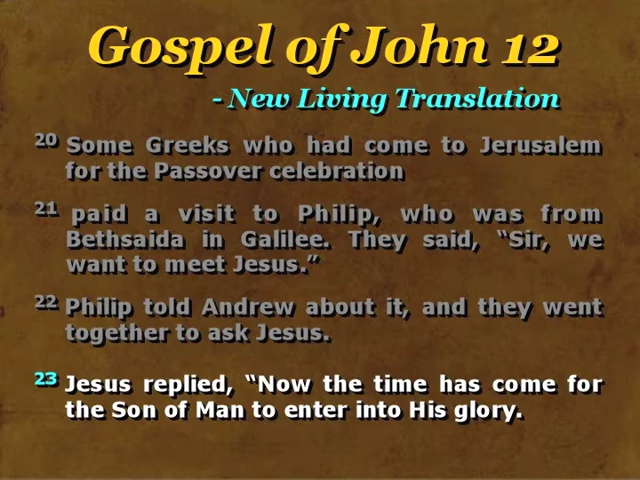 Gospel of John 12
- New Living Translation
20 Some Greeks who had come to Jerusalem
for the Passover celebration
21 paid a visit to Philip, who was from
Bethsaida in Galilee. They said, “Sir, we
want to meet Jesus.”
22 Philip told Andrew about it, and they went
together to ask Jesus.
23 Jesus replied, “Now the time has come for
the Son of Man to enter into His glory.